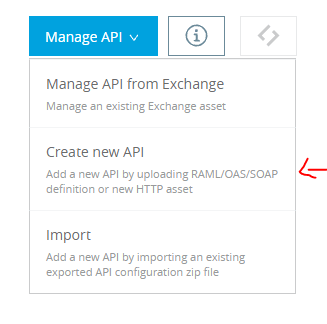 Manage API
Manage API from Exchange
Manage an existing Exchange asset
Create new API
Add a new API by uploading RAML/OAS/SOAP
definition or new HTTP asset
Import
Add a new API by importing an existing
exported API configuration zip file